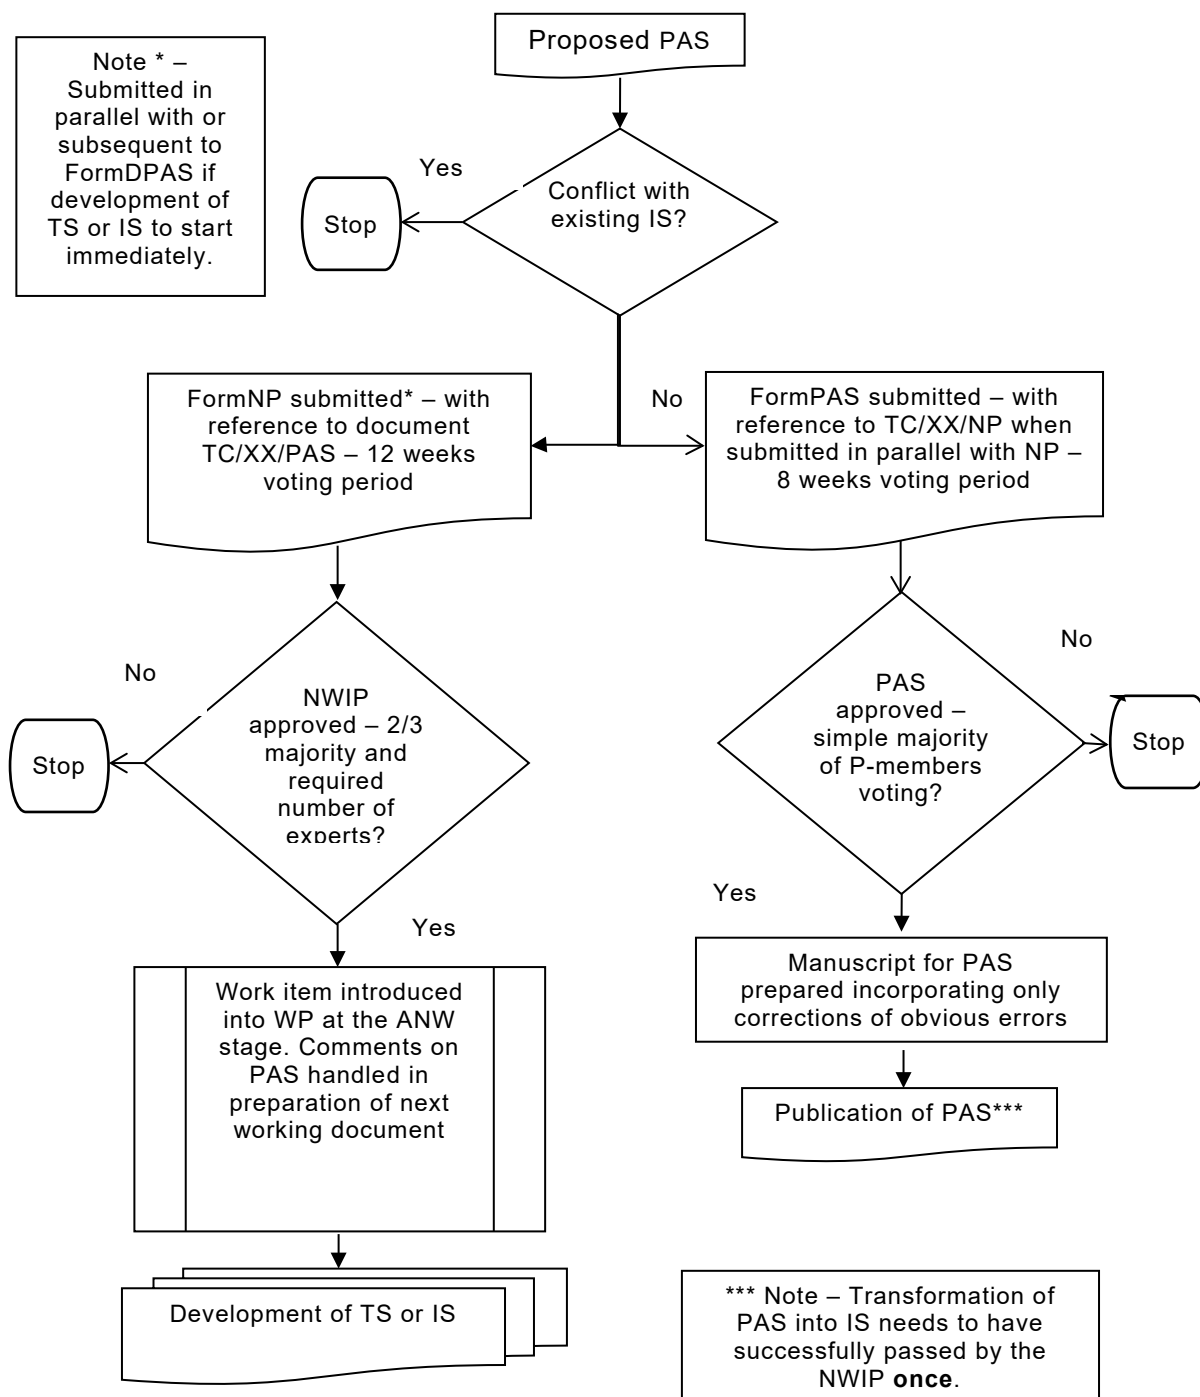 Proposed PAS
Note * –
Submitted in
parallel with or
subsequent to
FormDPAS if
development of
TS or IS to start
immediately.
Yes
Conflict with
existing IS?
Stop
FormNP submitted* – with
reference to document
TC/XX/PAS – 12 weeks
voting period
No
FormPAS submitted – with
reference to TC/XX/NP when
submitted in parallel with NP –
8 weeks voting period
No
NWIP
approved – 2/3
majority and
required
number of
experts?
Stop
No
PAS
approved –
simple majority
of P-members
voting?
Stop
Yes
Yes
Work item introduced
into WP at the ANW
stage. Comments on
PAS handled in
preparation of next
working document
Manuscript for PAS
prepared incorporating only
corrections of obvious errors
Publication of PAS***
Development of TS or IS
*** Note – Transformation of
PAS into IS needs to have
successfully passed by the
NWIP once.